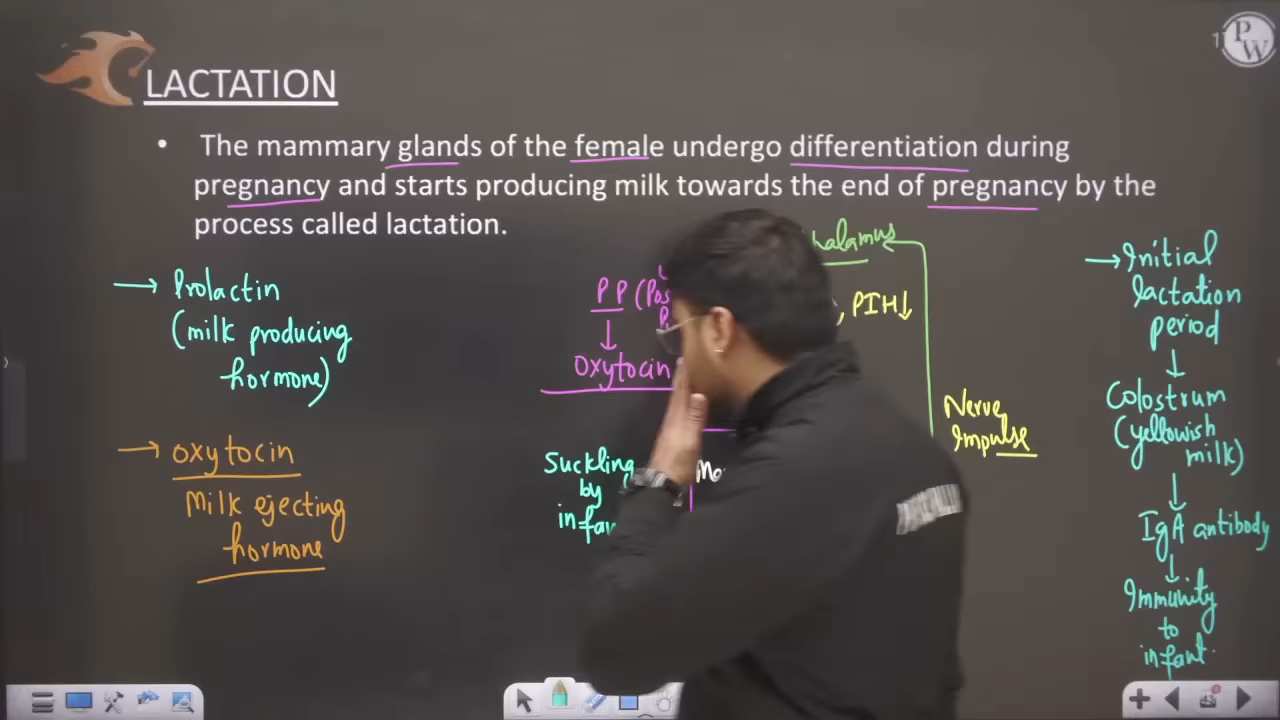 LACTATION
PW
• The mammary glands of the female undergo differentiation during
pregnancy and starts producing milk towards the end of pregnancy by the
process called lactation.
→ Prolactin
(milk producing
hormone)
→ oxytocin
Milk ejecting
hormone
PP
↓
Oxytocin
Suckling
by
PIH↓
Nerve
Impulse
→ Initial
lactation
period
↓
Colostrum
(yellowish
milk)
↓
IgA antibody
↓
Immunity
to
infant.